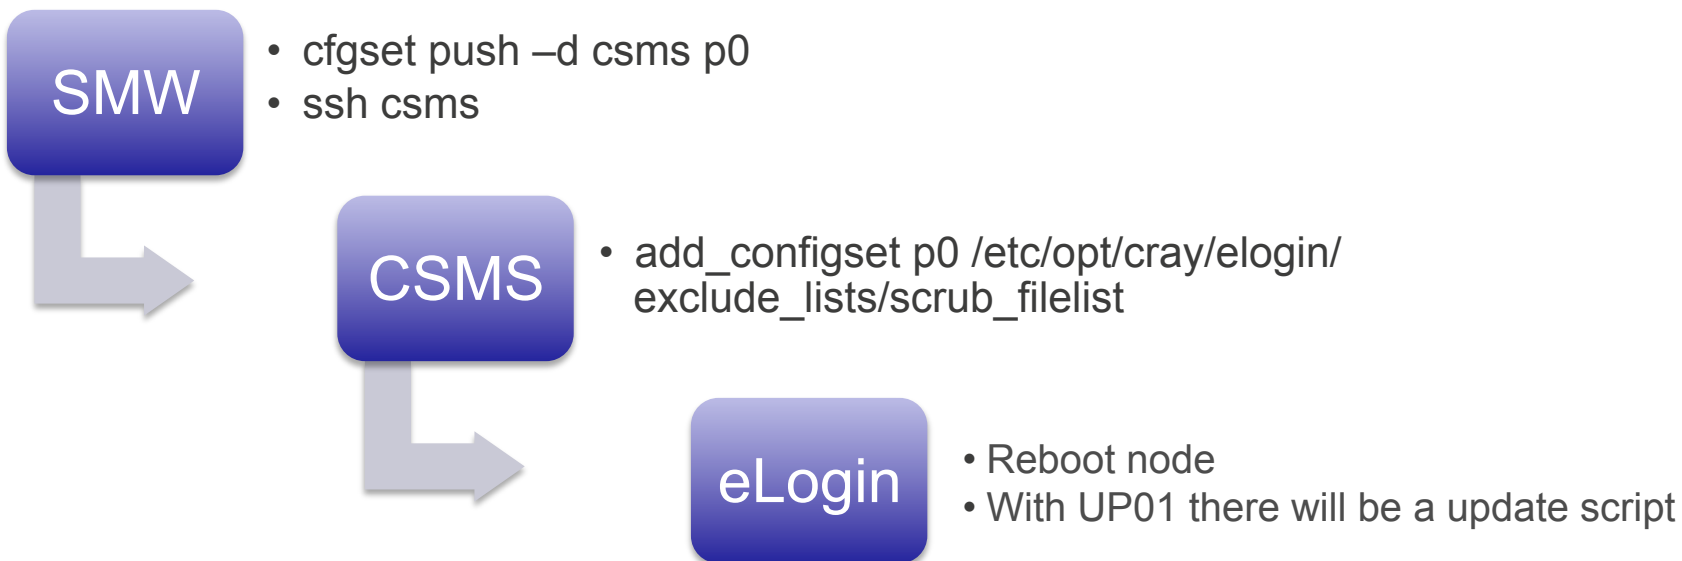 SMW
• cfgset push –d csms p0
• ssh csms
CSMS
• add_configset p0 /etc/opt/cray/elogin/
exclude_lists/scrub_filelist
eLogin
• Reboot node
• With UP01 there will be a update script